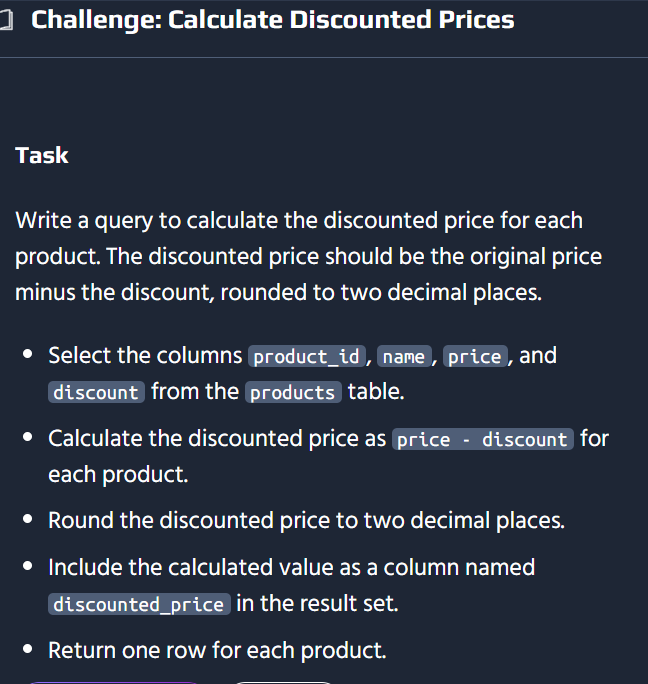 Challenge: Calculate Discounted Prices
Task
Write a query to calculate the discounted price for each
product. The discounted price should be the original price
minus the discount, rounded to two decimal places.
• Select the columns product_id, name, price, and
discount from the products table.
• Calculate the discounted price as price - discount for
each product.
• Round the discounted price to two decimal places.
• Include the calculated value as a column named
discounted_price in the result set.
• Return one row for each product.